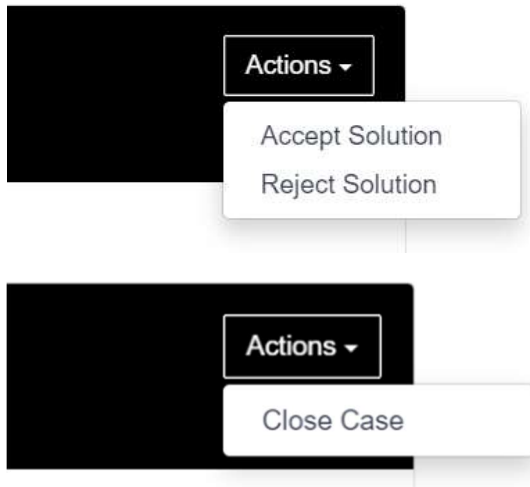 Actions
Accept Solution
Reject Solution
Actions
Close Case